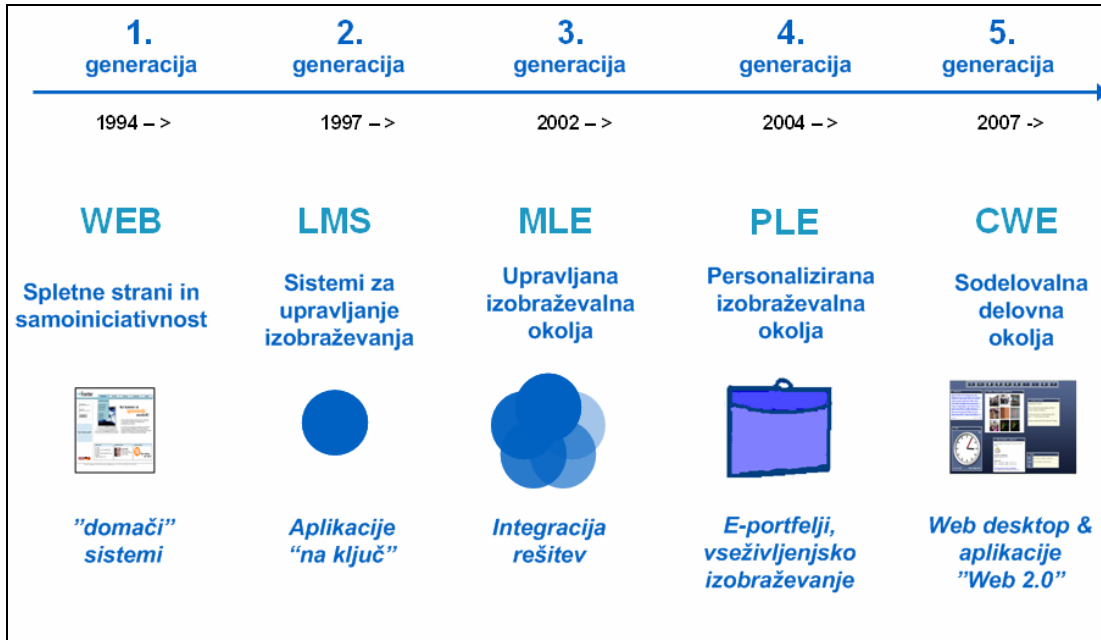 1.
generacija
2.
generacija
3.
generacija
4.
generacija
5.
generacija
1994 – >
1997 – >
2002 – >
2004 – >
2007 ->
WEB
LMS
MLE
PLE
CWE
Spletne strani in
samoiniciativnost
Sistemi za
upravljanje
izobraževanja
Upravljana
izobraževalna
okolja
Personalizirana
izobraževalna
okolja
Sodelovalna
delovna
okolja
”domači”
sistemi
Aplikacije
“na ključ”
Integracija
rešitev
E-portfelji,
vseživljenjsko
izobraževanje
Web desktop &
aplikacije
”Web 2.0”